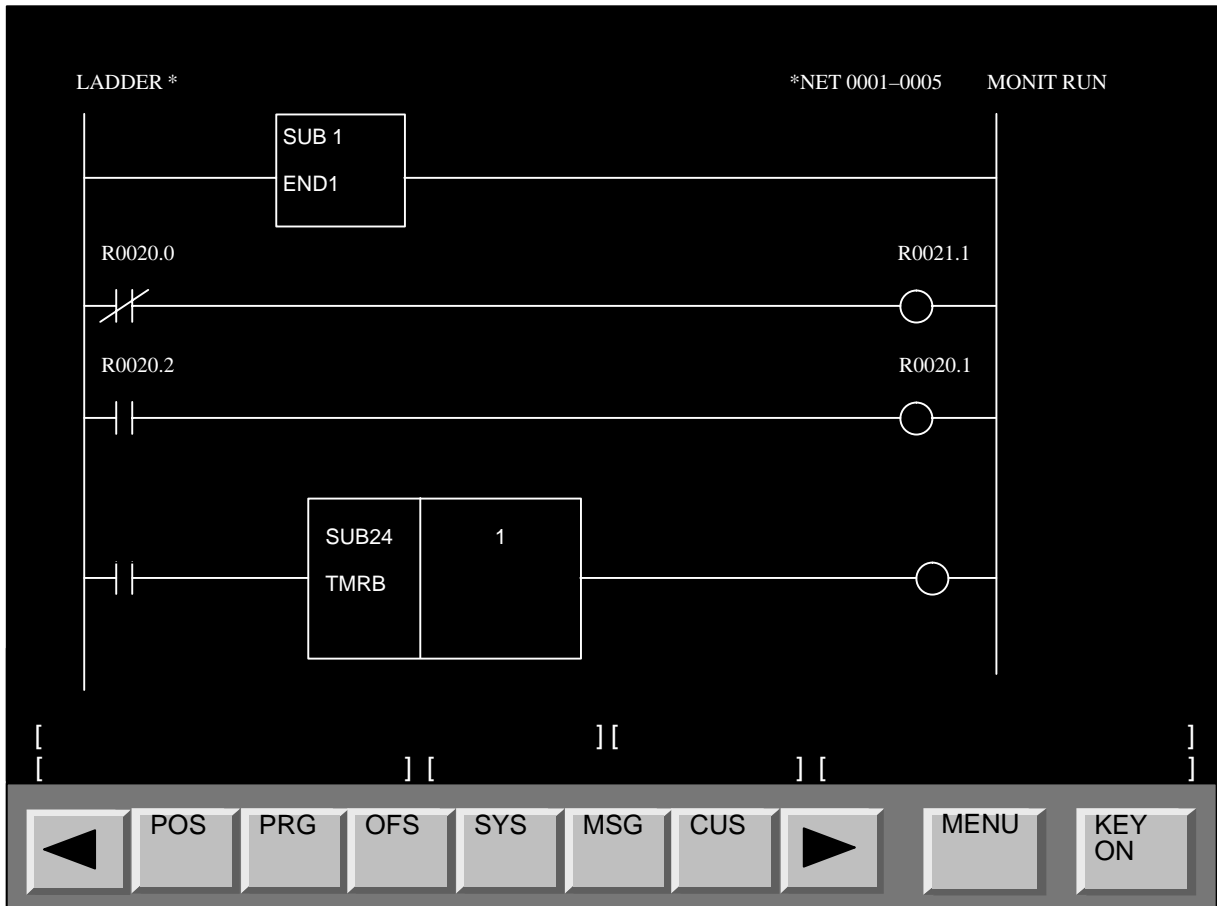 LADDER * *NET 0001–0005 MONIT RUN
SUB 1
END1
R0020.0 R0021.1
R0020.2 R0020.1
SUB24 1
TMRB
[ ] [ ]
[ ] [ ] [ ]
POS PRG OFS SYS MSG CUS MENU KEY
ON